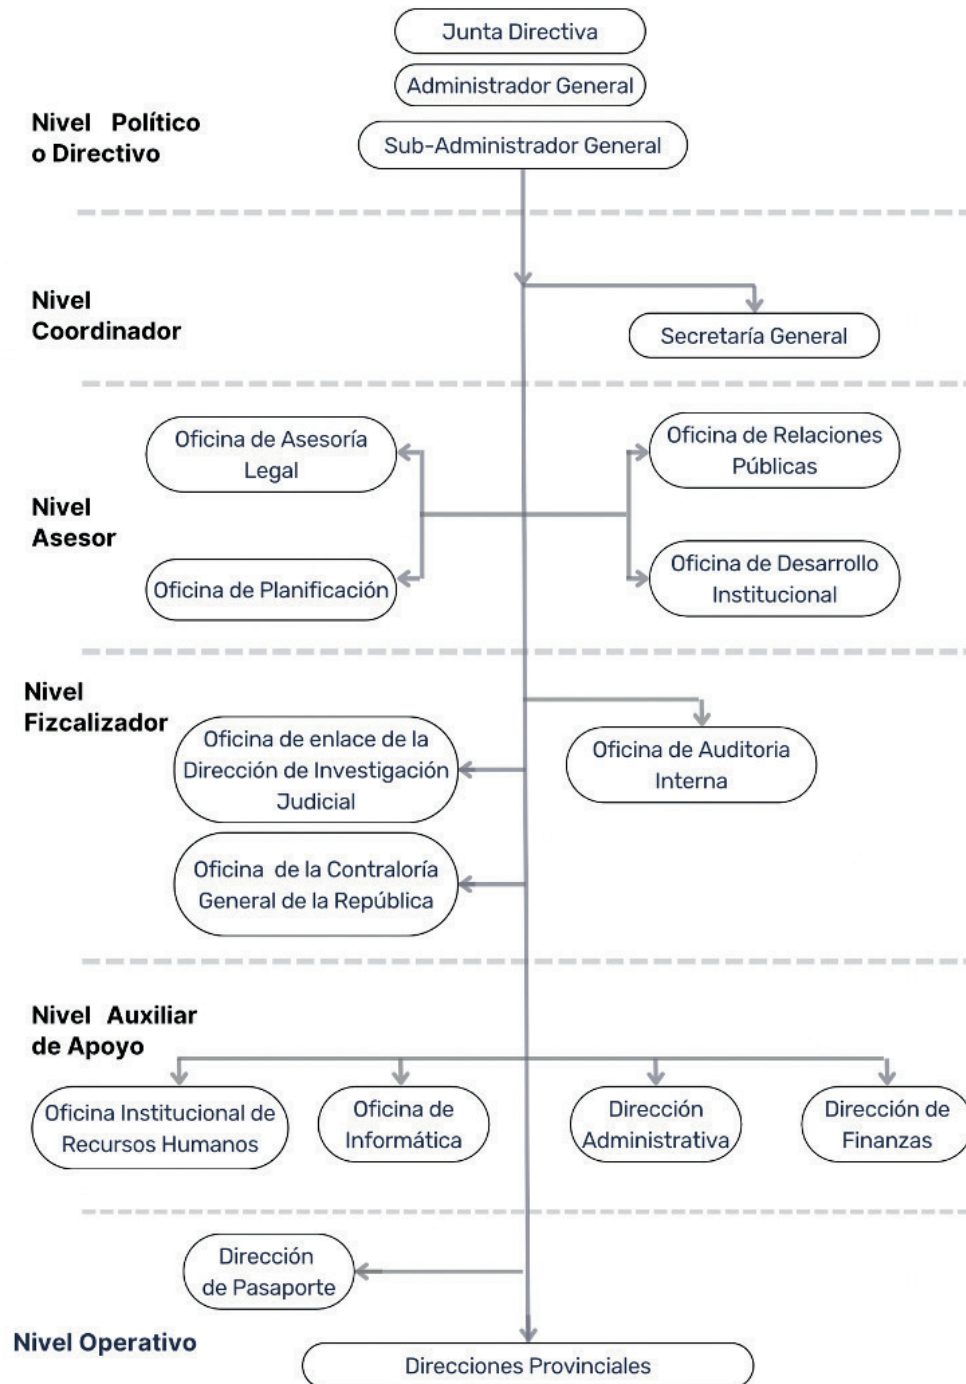 Junta Directiva
Administrador General
Nivel Político
o Directivo
Sub-Administrador General
Nivel
Coordinador
Secretaría General
Oficina de Asesoría
Legal
Oficina de Relaciones
Públicas
Nivel
Asesor
Oficina de Planificación
Oficina de Desarrollo
Institucional
Nivel
Fizcalizador
Oficina de enlace de la
Dirección de Investigación
Judicial
Oficina de Auditoria
Interna
Oficina de la Contraloría
General de la República
Nivel Auxiliar
de Apoyo
Oficina Institucional de
Recursos Humanos
Oficina de
Informática
Dirección
Administrativa
Dirección de
Finanzas
Dirección
de Pasaporte
Nivel Operativo
Direcciones Provinciales